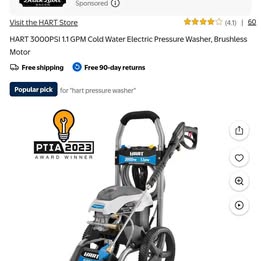 Sponsored
Visit the HART Store
(4.1) | 60
HART 3000PSI 1.1 GPM Cold Water Electric Pressure Washer, Brushless
Motor
Free shipping
Free 90-day returns
Popular pick for "hart pressure washer"
PTIA 2023
AWARD WINNER
HART